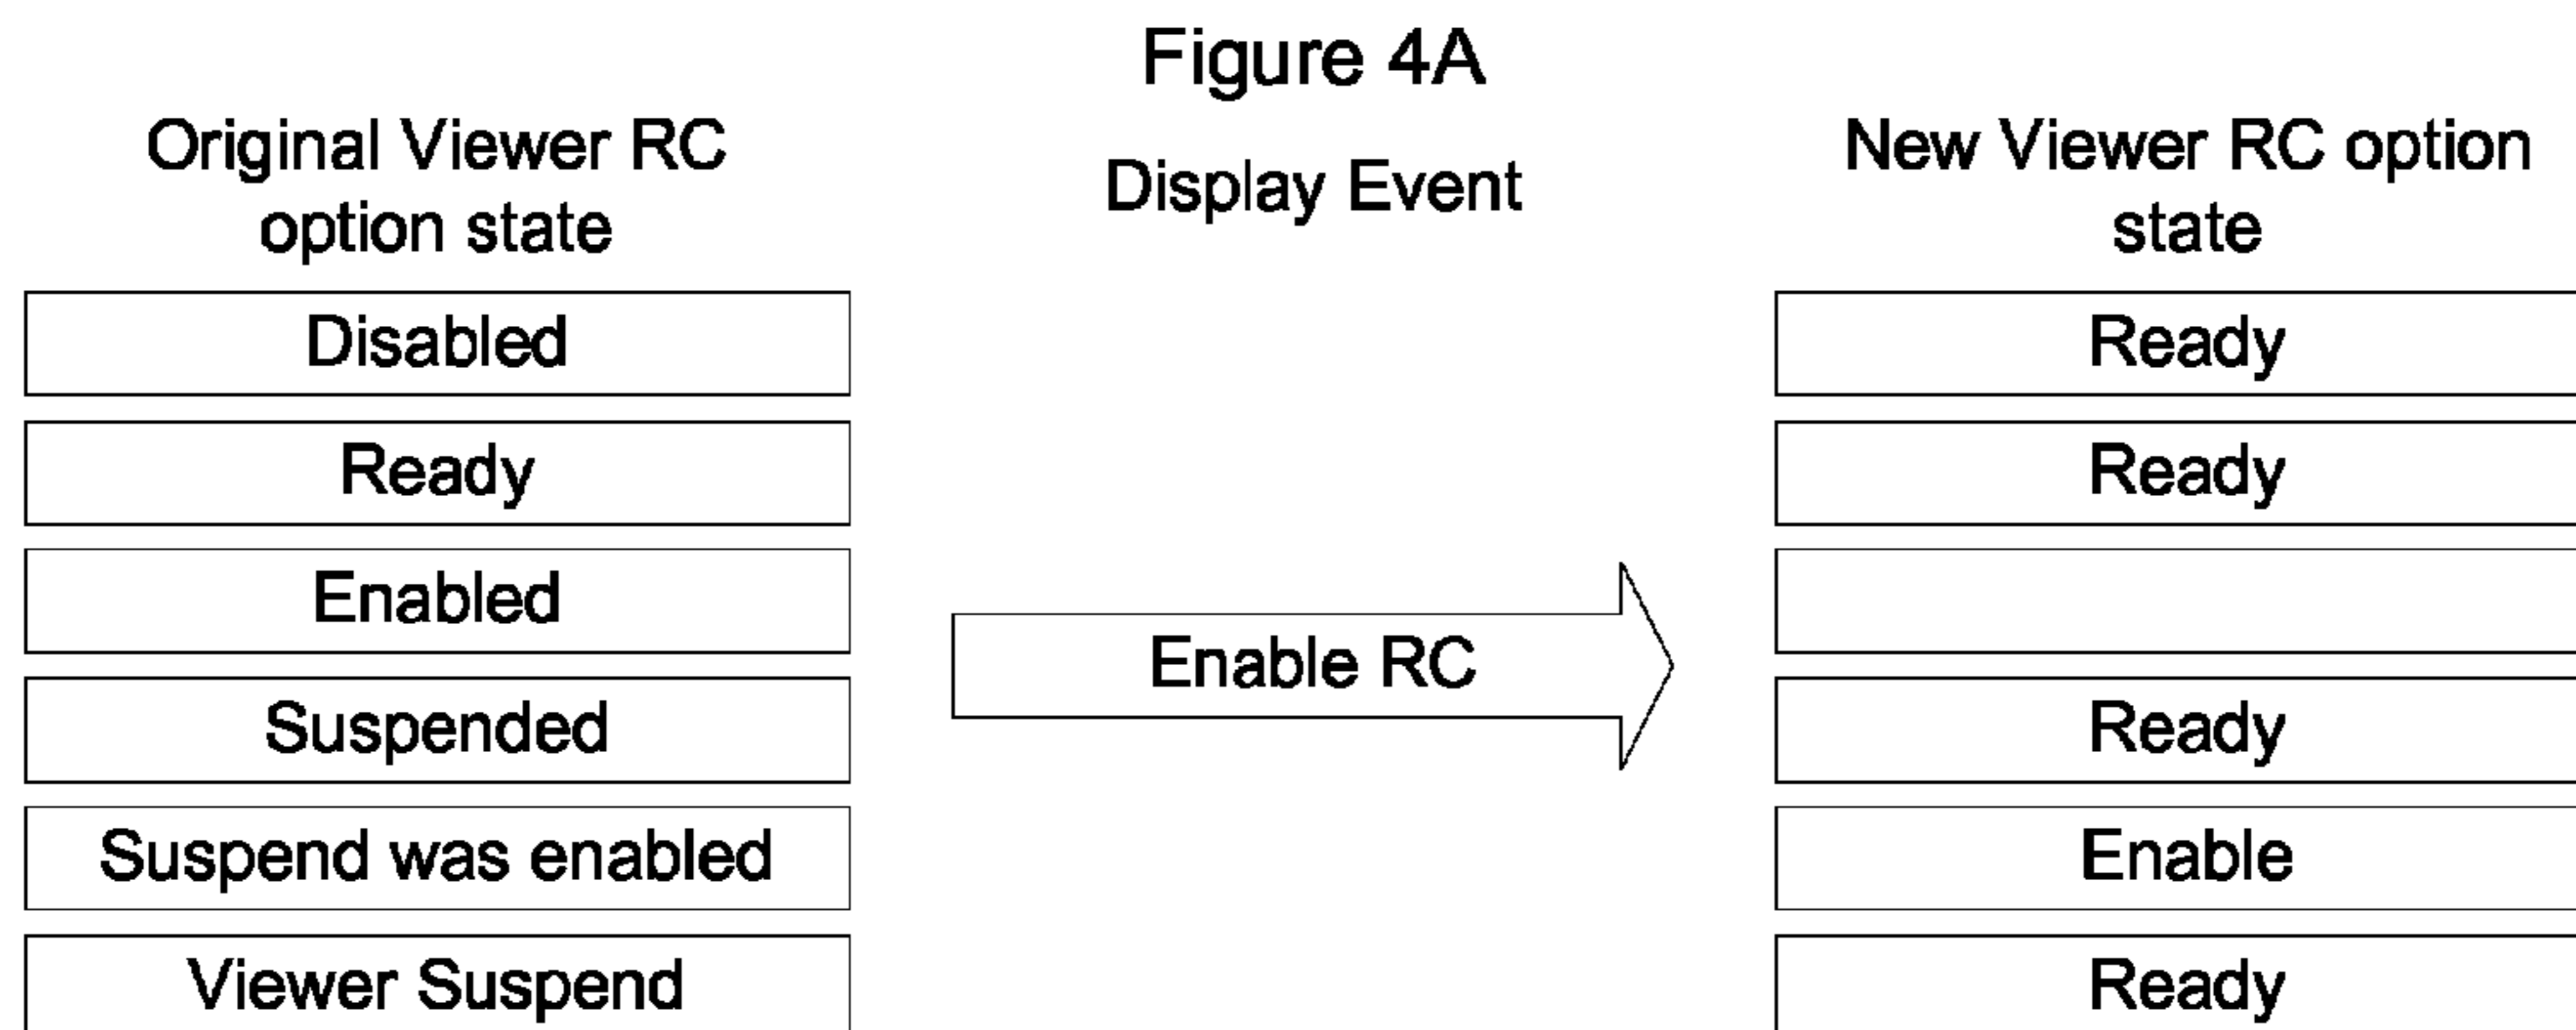 Figure 4A
Original Viewer RC
option state
Display Event
New Viewer RC option
state
Disabled
Ready
Ready
Ready
Enabled
Enable RC
Suspended
Ready
Suspend was enabled
Enable
Viewer Suspend
Ready